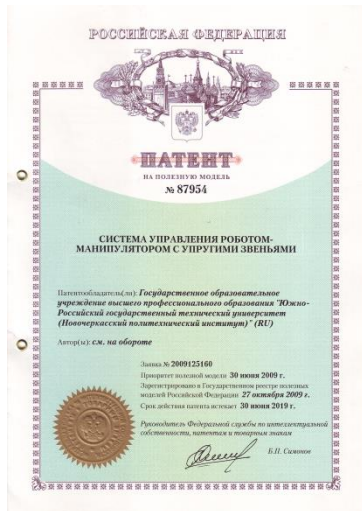 РОССИЙСКАЯ ФЕДЕРАЦИЯ
ПАТЕНТ
НА ПОЛЕЗНУЮ МОДЕЛЬ
№ 87954
СИСТЕМА УПРАВЛЕНИЯ РОБОТОМ-
МАНИПУЛЯТОРОМ С УПРУГИМИ ЗВЕНЬЯМИ
Патентообладатель(ли): Государственное образовательное
учреждение высшего профессионального образования "Южно-
Российский государственный технический университет
(Новочеркасский политехнический институт)" (RU)
Автор(ы): см. на обороте
Заявка № 2009125160
Приоритет полезной модели 30 июня 2009 г.
Зарегистрировано в Государственном реестре полезных
моделей Российской Федерации 27 октября 2009 г.
Срок действия патента истекает 30 июня 2019 г.
Руководитель Федеральной службы по интеллектуальной
собственности, патентам и товарным знакам
Б.П. Симонов